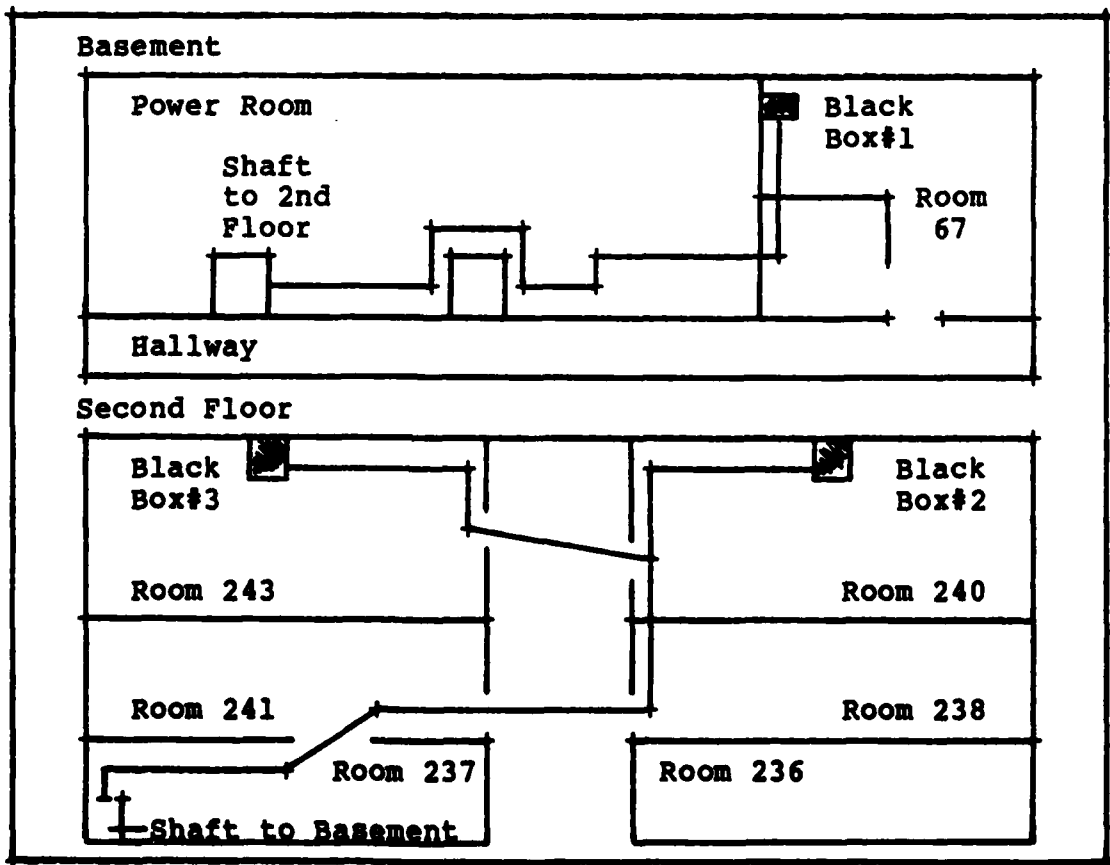 Basement
Power Room
Black
Box#1
Shaft
to 2nd
Floor
Room
67
Hallway
Second Floor
Black
Box#3
Black
Box#2
Room 243
Room 240
Room 241
Room 238
Room 237
Room 236
Shaft to Basement